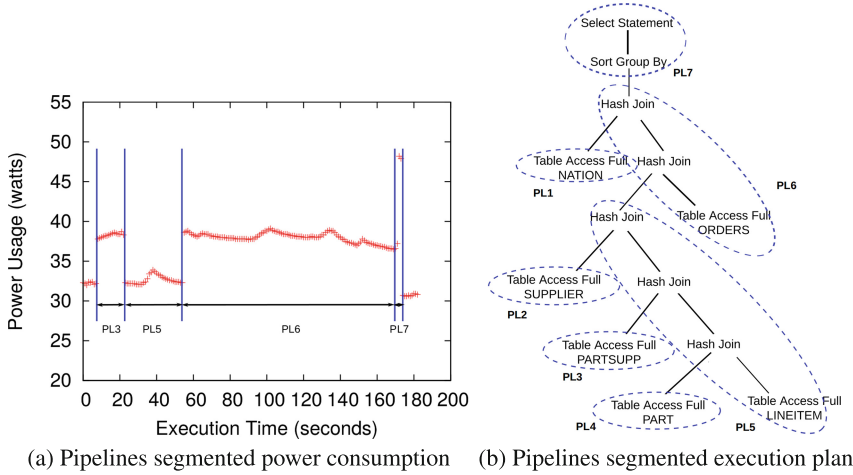 55
50
45
40
35
30
25
20
Power Usage (watts)
PL3
PL5
PL6
PL7
0 20 40 60 80 100 120 140 160 180 200
Execution Time (seconds)
(a) Pipelines segmented power consumption
Select Statement
Sort Group By
PL7
Hash Join
Table Access Full
NATION
PL1
Hash Join
PL6
Table Access Full
ORDERS
Hash Join
Table Access Full
SUPPLIER
PL2
Hash Join
Table Access Full
PARTSUPP
PL3
Hash Join
Table Access Full
PART
PL4
Table Access Full
LINEITEM
PL5
(b) Pipelines segmented execution plan